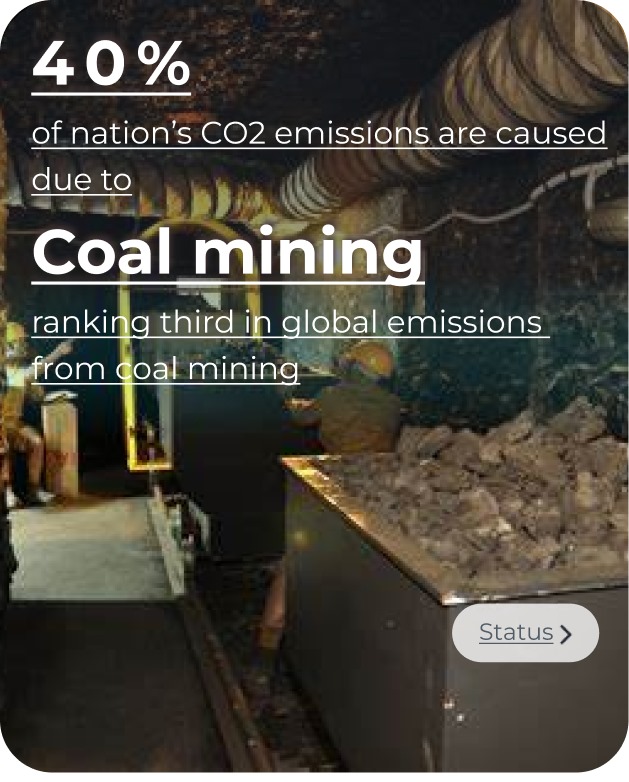 40%
of nation's CO2 emissions are caused
due to
Coal mining
ranking third in global emissions
from coal mining
Status